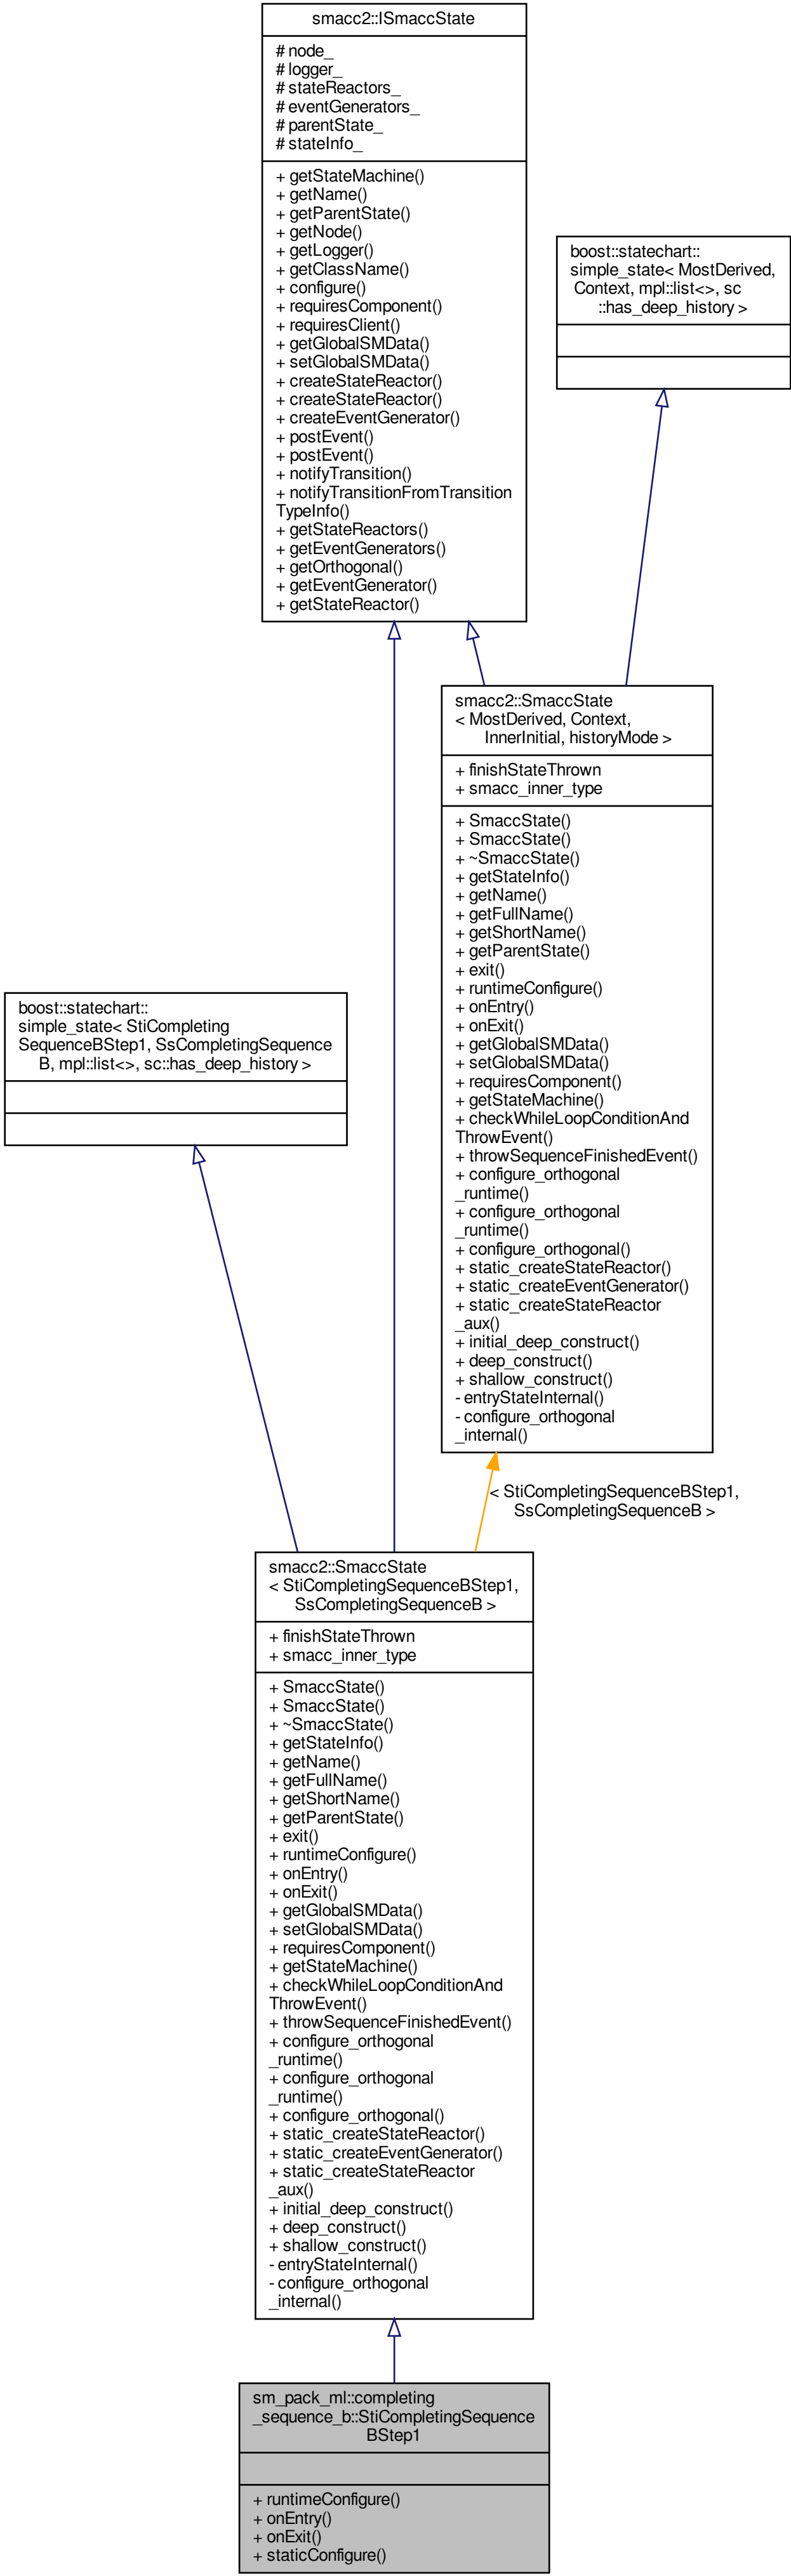 smacc2::ISmaccState
# node_
# logger_
# stateReactors_
# eventGenerators_
# parentState_
# stateInfo_
+ getStateMachine()
+ getName()
+ getParentState()
+ getNode()
+ getLogger()
+ getClassName()
+ configure()
+ requiresComponent()
+ requiresClient()
+ getGlobalSMData()
+ setGlobalSMData()
+ createStateReactor()
+ createStateReactor()
+ createEventGenerator()
+ postEvent()
+ postEvent()
+ notifyTransition()
+ notifyTransitionFromTransition
TypeInfo()
+ getStateReactors()
+ getEventGenerators()
+ getOrthogonal()
+ getEventGenerator()
+ getStateReactor()
boost::statechart::
simple_state< MostDerived,
Context, mpl::list<>, sc
::has_deep_history >
smacc2::SmaccState
< MostDerived, Context,
InnerInitial, historyMode >
+ finishStateThrown
+ smacc_inner_type
+ SmaccState()
+ SmaccState()
+ ~SmaccState()
+ getStateInfo()
+ getName()
+ getFullName()
+ getShortName()
+ getParentState()
+ exit()
+ runtimeConfigure()
+ onEntry()
+ onExit()
+ getGlobalSMData()
+ setGlobalSMData()
+ requiresComponent()
+ getStateMachine()
+ checkWhileLoopConditionAnd
ThrowEvent()
+ throwSequenceFinishedEvent()
+ configure_orthogonal
_runtime()
+ configure_orthogonal
_runtime()
+ configure_orthogonal()
+ static_createStateReactor()
+ static_createEventGenerator()
+ static_createStateReactor
_aux()
+ initial_deep_construct()
+ deep_construct()
+ shallow_construct()
- entryStateInternal()
- configure_orthogonal
_internal()
boost::statechart::
simple_state< StiCompleting
SequenceBStep1, SsCompletingSequence
B, mpl::list<>, sc::has_deep_history >
< StiCompletingSequenceBStep1,
SsCompletingSequenceB >
smacc2::SmaccState
< StiCompletingSequenceBStep1,
SsCompletingSequenceB >
+ finishStateThrown
+ smacc_inner_type
+ SmaccState()
+ SmaccState()
+ ~SmaccState()
+ getStateInfo()
+ getName()
+ getFullName()
+ getShortName()
+ getParentState()
+ exit()
+ runtimeConfigure()
+ onEntry()
+ onExit()
+ getGlobalSMData()
+ setGlobalSMData()
+ requiresComponent()
+ getStateMachine()
+ checkWhileLoopConditionAnd
ThrowEvent()
+ throwSequenceFinishedEvent()
+ configure_orthogonal
_runtime()
+ configure_orthogonal
_runtime()
+ configure_orthogonal()
+ static_createStateReactor()
+ static_createEventGenerator()
+ static_createStateReactor
_aux()
+ initial_deep_construct()
+ deep_construct()
+ shallow_construct()
- entryStateInternal()
- configure_orthogonal
_internal()
sm_pack_ml::completing
_sequence_b::StiCompletingSequence
BStep1
+ runtimeConfigure()
+ onEntry()
+ onExit()
+ staticConfigure()